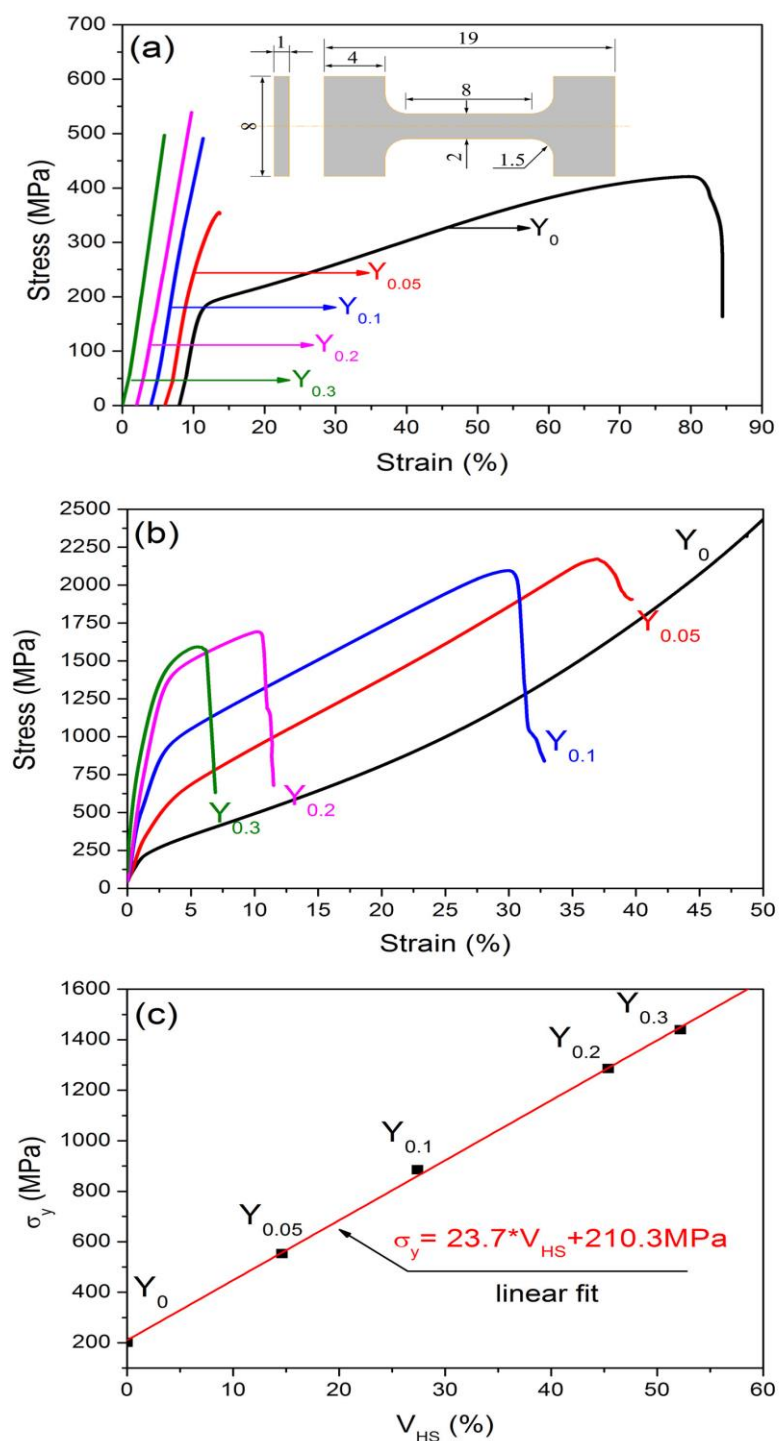 (a)
700
600
500
400
300
200
100
0
Stress (MPa)
1
19
4
8
8
2
1.5
Y0
Y0.05
Y0.1
Y0.2
Y0.3
0 10 20 30 40 50 60 70 80 90
Strain (%)
(b)
2500
2250
2000
1750
1500
1250
1000
750
500
250
0
Stress (MPa)
Y0
Y0.05
Y0.1
Y0.2
Y0.3
0 5 10 15 20 25 30 35 40 45 50
Strain (%)
(c)
1600
1400
1200
1000
800
600
400
200
σy (MPa)
Y0.3
Y0.2
Y0.1
Y0.05
Y0
σy= 23.7*VHS+210.3MPa
linear fit
0 10 20 30 40 50 60
VHS (%)